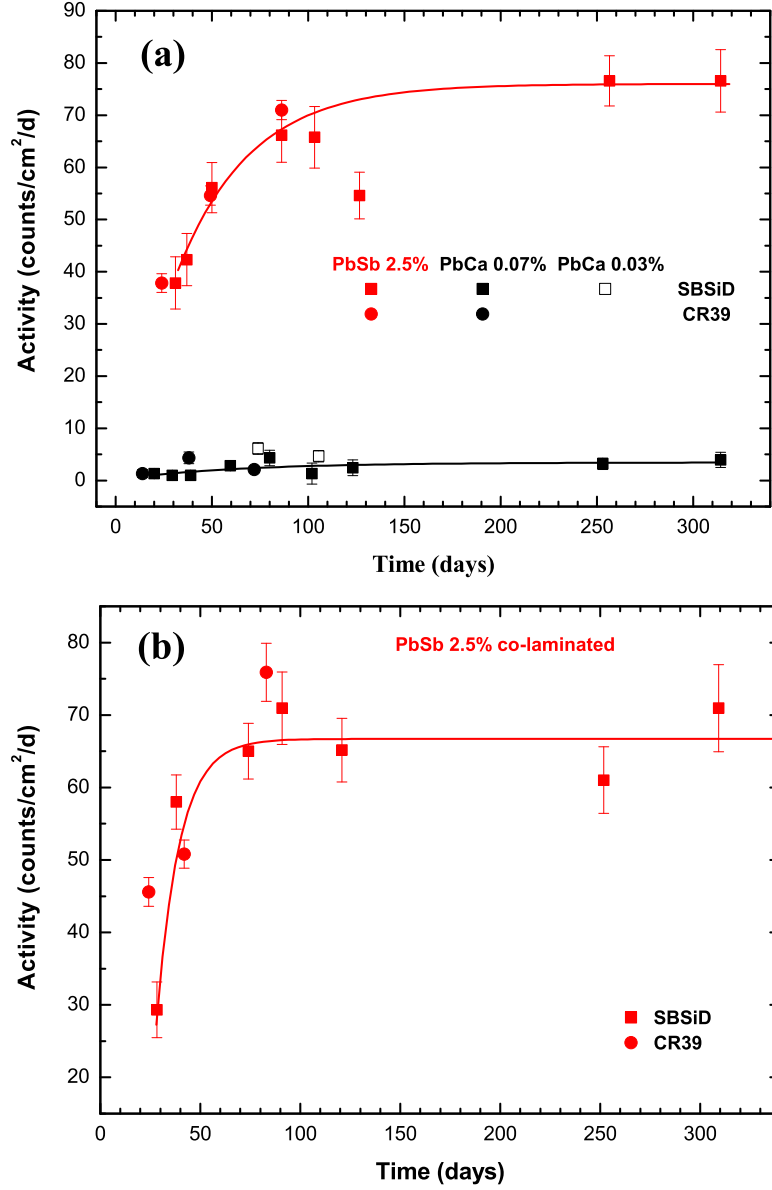 (a)
90
80
70
60
50
40
30
20
10
0
Activity (counts/cm²/d)
PbSb 2.5% PbCa 0.07% PbCa 0.03%
SBSiD
CR39
0 50 100 150 200 250 300
Time (days)
(b)
PbSb 2.5% co-laminated
80
70
60
50
40
30
20
Activity (counts/cm²/d)
SBSiD
CR39
0 50 100 150 200 250 300
Time (days)